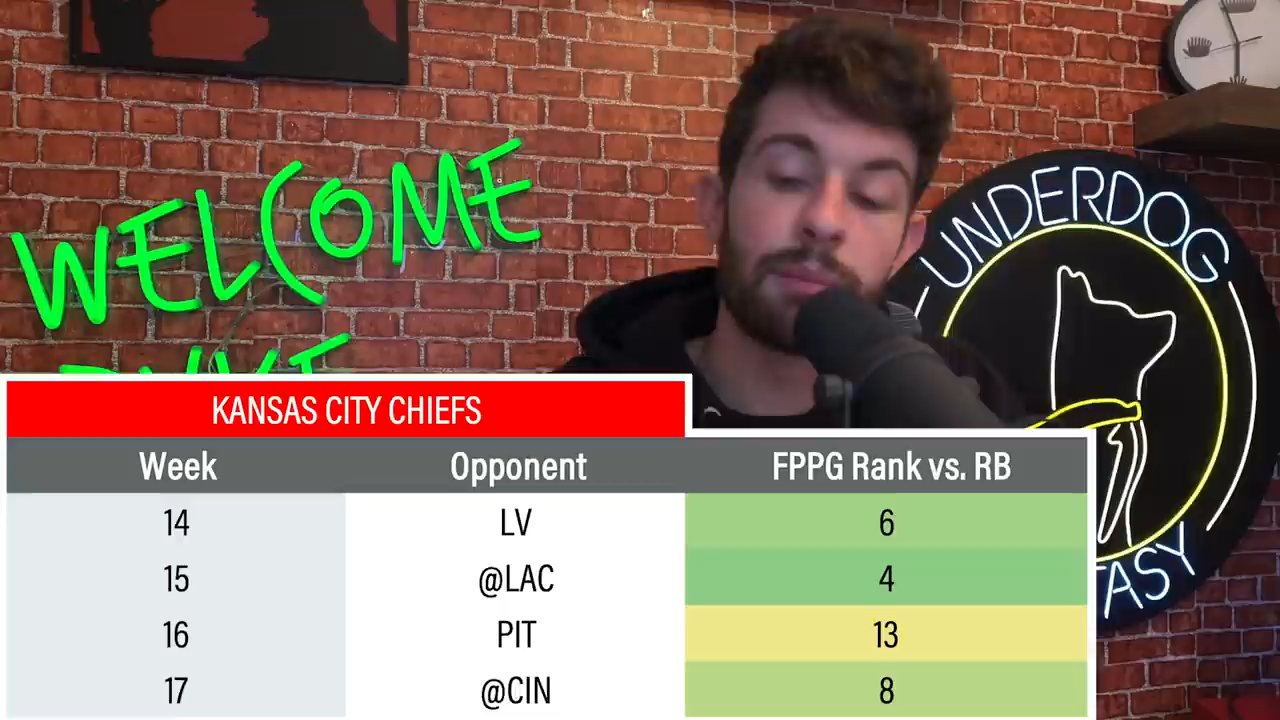 WELCOME
UNDERDOG
KANSAS CITY CHIEFS
Week Opponent FPPG Rank vs. RB
14 LV 6
15 @LAC 4
16 PIT 13
17 @CIN 8